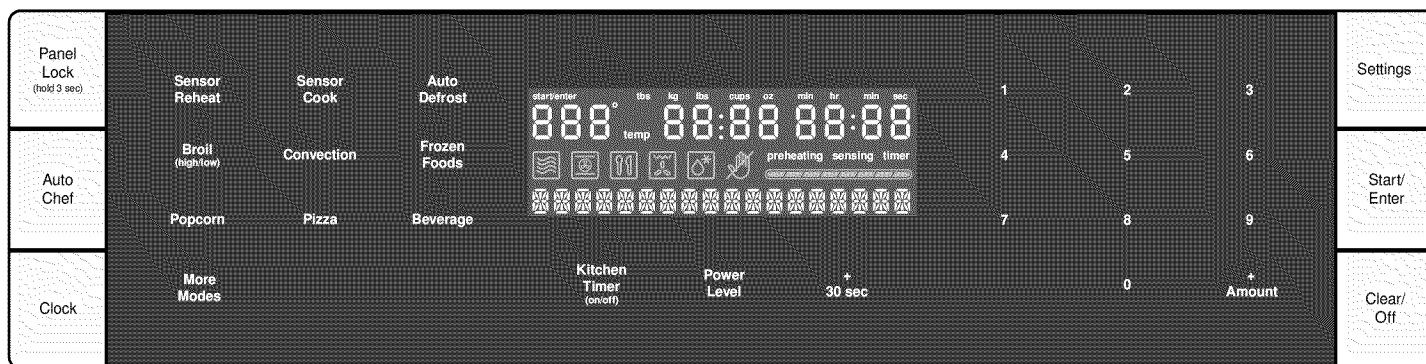 Panel
Lock
(hold 3 sec)
Auto
Chef
Clock
Sensor
Reheat
Sensor
Cook
Auto
Defrost
Broil
(high/low)
Convection
Frozen
Foods
Popcorn
Pizza
Beverage
More
Modes
start/enter tbs kg lbs cups oz min hr min sec
888° temp 88:88 88:88
preheating sensing timer
Kitchen
Timer
(on/off)
Power
Level
+
30 sec
1 2 3
4 5 6
7 8 9
0
+
Amount
Settings
Start/
Enter
Clear/
Off